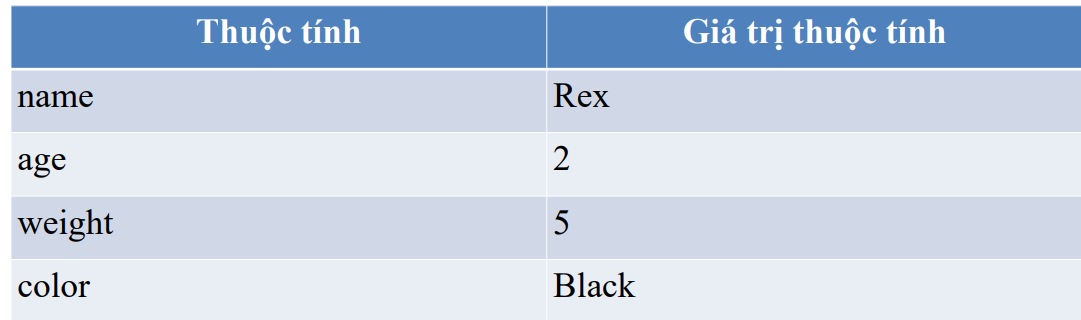 Thuộc tính Giá trị thuộc tính
name Rex
age 2
weight 5
color Black